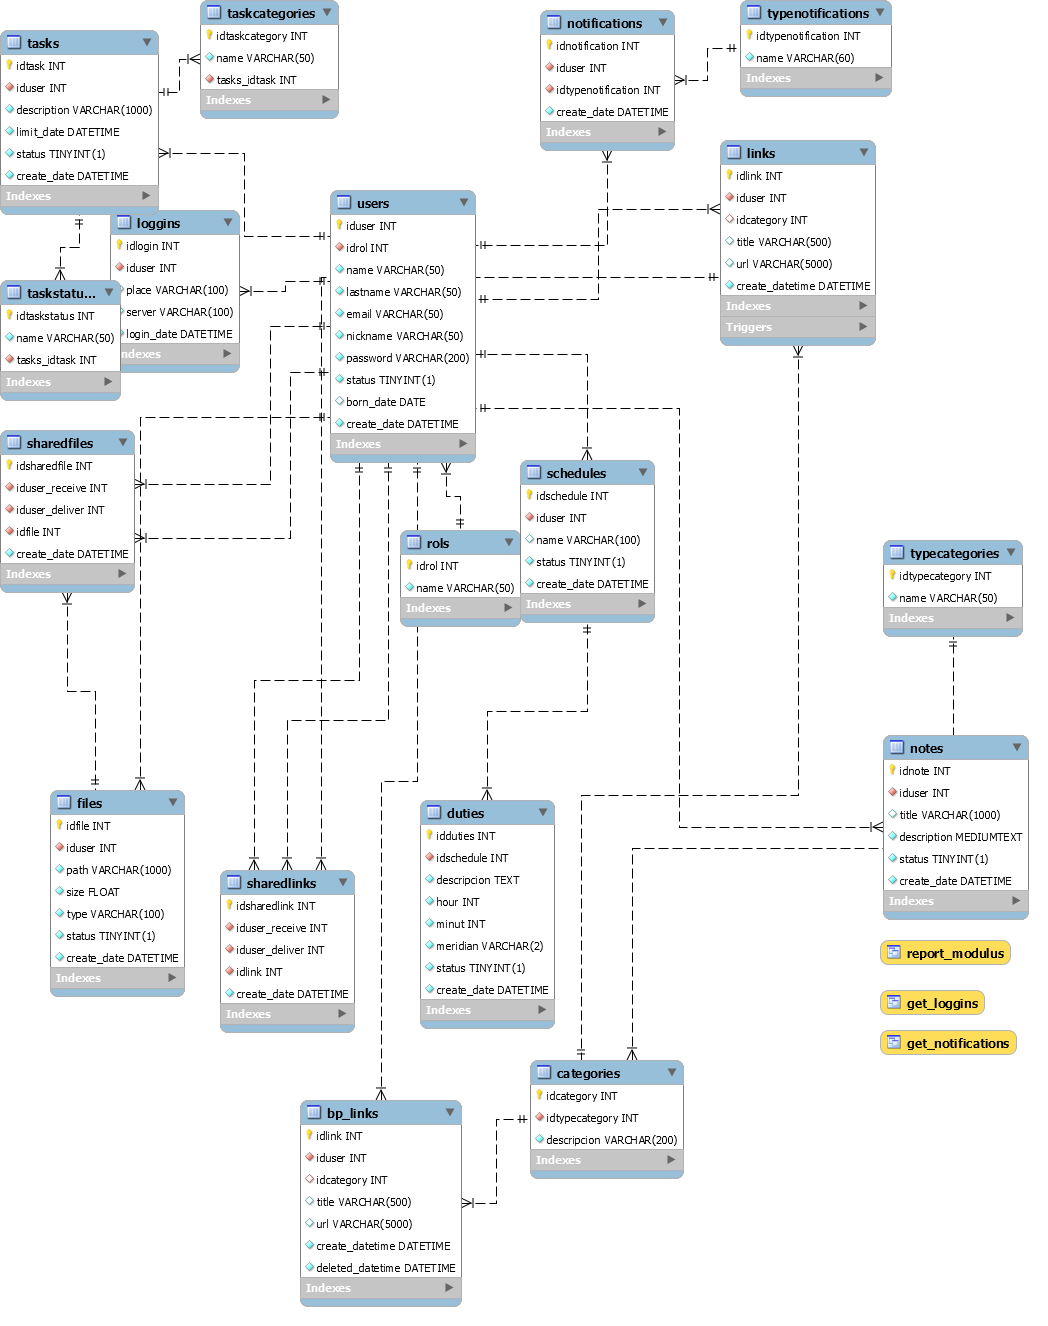 taskcategories
idtaskcategory INT
name VARCHAR(50)
tasks_idtask INT
Indexes
notifications
idnotification INT
iduser INT
idtypenotification INT
create_date DATETIME
Indexes
typenotifications
idtypenotification INT
name VARCHAR(60)
Indexes
tasks
idtask INT
iduser INT
description VARCHAR(1000)
limit_date DATETIME
status TINYINT(1)
create_date DATETIME
Indexes
links
idlink INT
iduser INT
idcategory INT
title VARCHAR(500)
url VARCHAR(5000)
create_datetime DATETIME
Indexes
Triggers
users
iduser INT
idrol INT
name VARCHAR(50)
lastname VARCHAR(50)
email VARCHAR(50)
nickname VARCHAR(50)
password VARCHAR(200)
status TINYINT(1)
born_date DATE
create_date DATETIME
Indexes
loggins
idlogin INT
iduser INT
place VARCHAR(100)
server VARCHAR(100)
login_date DATETIME
ndexes
taskstatu...
idtaskstatus INT
name VARCHAR(50)
tasks_idtask INT
Indexes
sharedfiles
idsharedfile INT
iduser_receive INT
iduser_deliver INT
idfile INT
create_date DATETIME
Indexes
schedules
idschedule INT
iduser INT
name VARCHAR(100)
status TINYINT(1)
create_date DATETIME
Indexes
rols
idrol INT
name VARCHAR(50)
Indexes
typecategories
idtypecategory INT
name VARCHAR(50)
Indexes
notes
idnote INT
iduser INT
title VARCHAR(1000)
description MEDIUMTEXT
status TINYINT(1)
create_date DATETIME
Indexes
files
idfile INT
iduser INT
path VARCHAR(1000)
size FLOAT
type VARCHAR(100)
status TINYINT(1)
create_date DATETIME
Indexes
duties
idduties INT
idschedule INT
descripcion TEXT
hour INT
minut INT
meridian VARCHAR(2)
status TINYINT(1)
create_date DATETIME
Indexes
sharedlinks
idsharedlink INT
iduser_receive INT
iduser_deliver INT
idlink INT
create_date DATETIME
Indexes
report_modulus
get_loggins
get_notifications
categories
idcategory INT
idtypecategory INT
descripcion VARCHAR(200)
Indexes
bp_links
idlink INT
iduser INT
idcategory INT
title VARCHAR(500)
url VARCHAR(5000)
create_datetime DATETIME
deleted_datetime DATETIME
Indexes